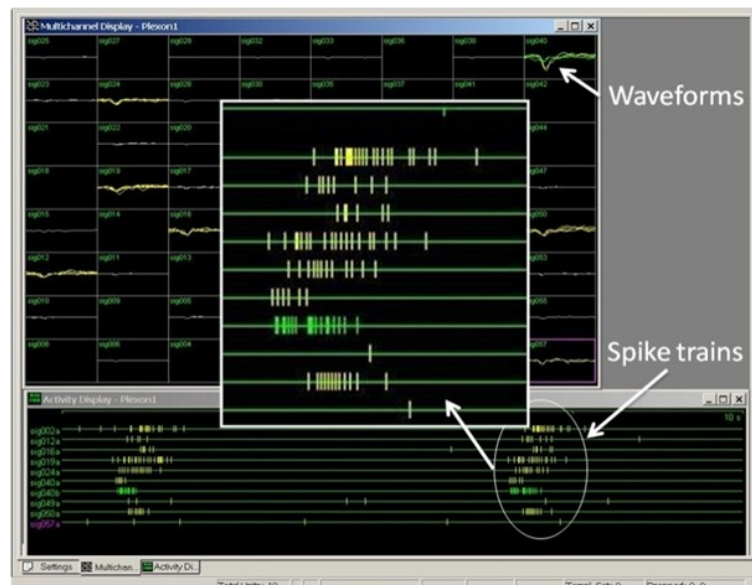 Multichannel Display - Plexon1
sig025 sig027 sig029 sig032 sig033 sig036 sig038 sig040
sig023 sig024 sig028 sig030 sig035 sig037 sig041 sig042
sig021 sig022 sig020 sig044
sig018 sig019 sig017 sig047
sig015 sig014 sig016 sig050
sig012 sig011 sig013 sig053
sig010 sig009 sig005 sig055
sig008 sig006 sig004 sig057
Waveforms
Spike trains
Activity Display - Plexon1
10 s
sig002a
sig012a
sig016a
sig019a
sig024a
sig040a
sig040b
sig049a
sig050a
sig057a
Settings Multichan... Activity Di...